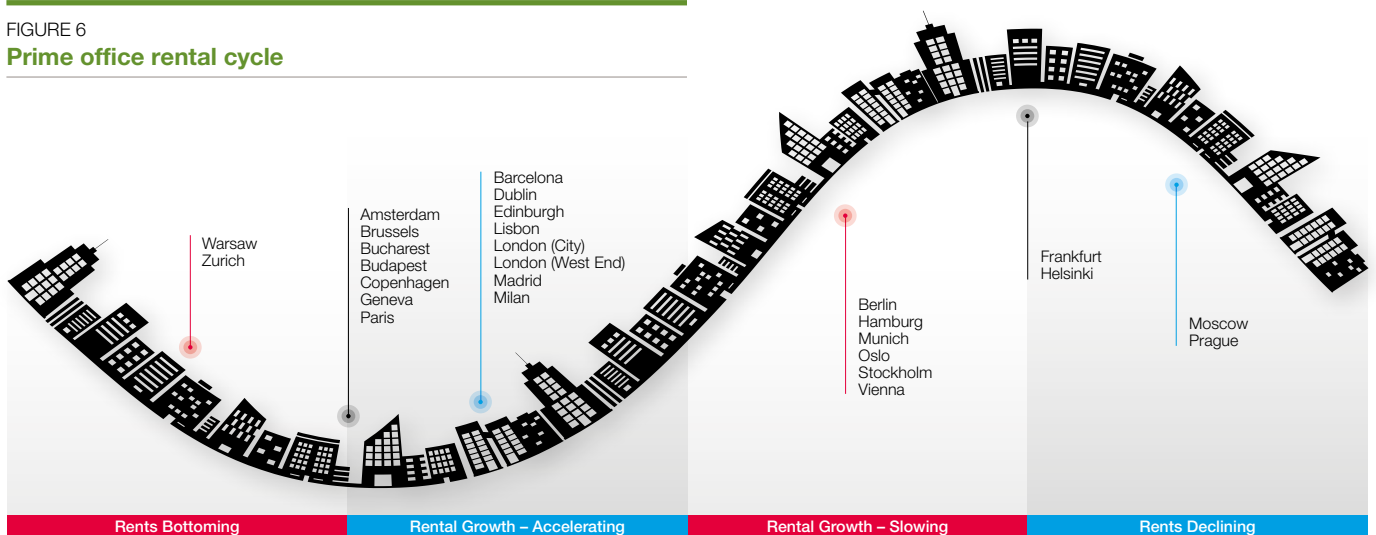 FIGURE 6
Prime office rental cycle
Warsaw
Zurich
Amsterdam
Brussels
Bucharest
Budapest
Copenhagen
Geneva
Paris
Barcelona
Dublin
Edinburgh
Lisbon
London (City)
London (West End)
Madrid
Milan
Berlin
Hamburg
Munich
Oslo
Stockholm
Vienna
Frankfurt
Helsinki
Moscow
Prague
Rents Bottoming
Rental Growth – Accelerating
Rental Growth – Slowing
Rents Declining